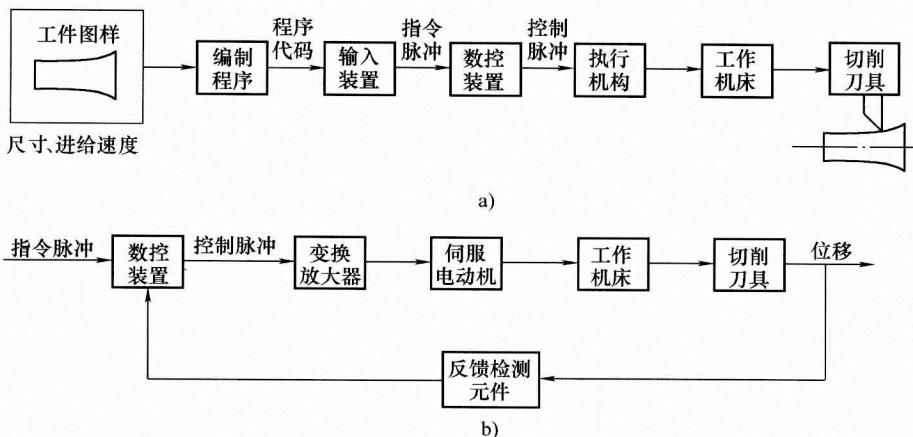 工件图样
尺寸、进给速度
编制
程序
程序
代码
输入
装置
指令
脉冲
数控
装置
控制
脉冲
执行
机构
工作
机床
切削
刀具
a)
指令脉冲
数控
装置
控制脉冲
变换
放大器
伺服
电动机
工作
机床
切削
刀具
位移
反馈检测
元件
b)